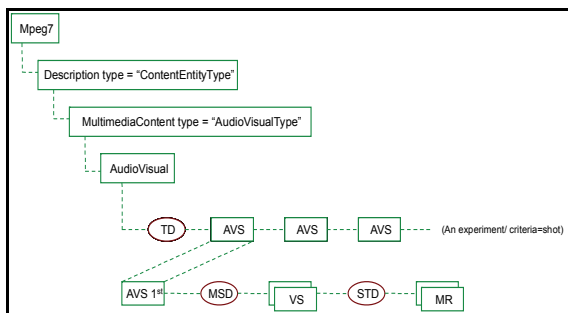 Mpeg7
Description type = “ContentEntityType”
MultimediaContent type = “AudioVisualType”
AudioVisual
TD AVS AVS AVS (An experiment/ criteria=shot)
AVS 1st MSD VS STD MR